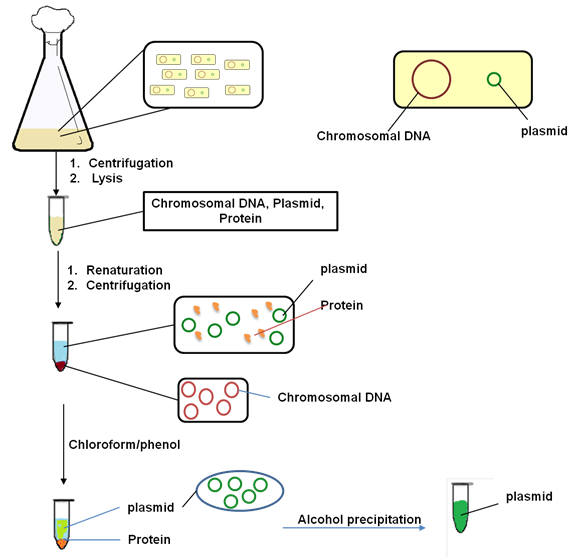 Chromosomal DNA
plasmid
1. Centrifugation
2. Lysis
Chromosomal DNA, Plasmid,
Protein
1. Renaturation
2. Centrifugation
plasmid
Protein
Chromosomal DNA
Chloroform/phenol
plasmid
Protein
Alcohol precipitation
plasmid